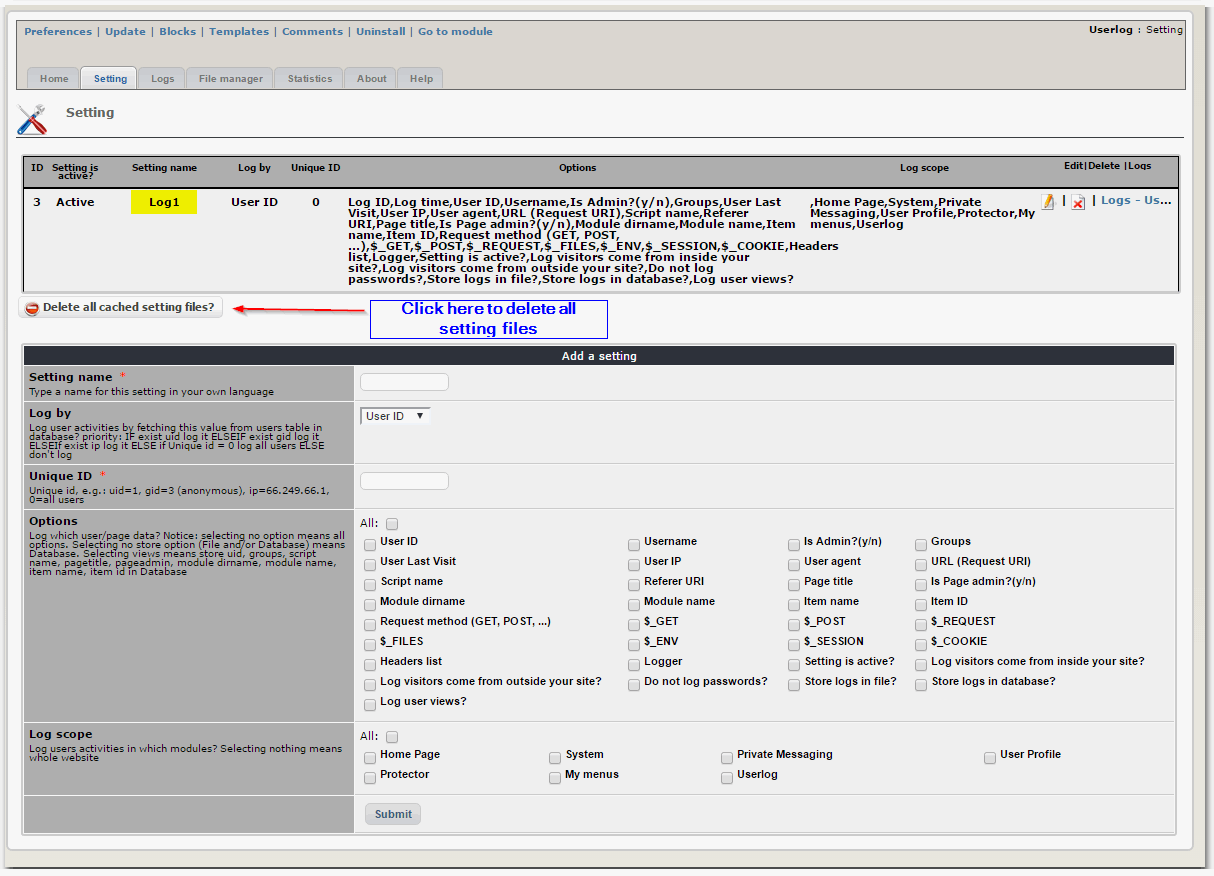 Preferences | Update | Blocks | Templates | Comments | Uninstall | Go to module
Userlog : Setting
Home Setting Logs File manager Statistics About Help
Setting
ID Setting is active? Setting name Log by Unique ID Options Log scope Edit|Delete |Logs
3 Active Log1 User ID 0
Log ID,Log time,User ID,Username,Is Admin?(y/n),Groups,User Last
Visit,User IP,User agent,URL (Request URI),Script name,Referer
URI,Page title,Is Page admin?(y/n),Module dirname,Module name,Item
name,Item ID,Request method (GET, POST,
...),$_GET,$_POST,$_REQUEST,$_FILES,$_ENV,$_SESSION,$_COOKIE,Headers
list,Logger,Setting is active?,Log visitors come from inside your
site?,Log visitors come from outside your site?,Do not log
passwords?,Store logs in file?,Store logs in database?,Log user views?
,Home Page,System,Private
Messaging,User Profile,Protector,My
menus,Userlog
| | Logs - Us...
Delete all cached setting files?
Click here to delete all
setting files
Add a setting
Setting name *
Type a name for this setting in your own language
Log by
Log user activities by fetching this value from users table in
database? priority: IF exist uid log it ELSEIF exist gid log it
ELSEIf exist ip log it ELSE if Unique id = 0 log all users ELSE
don't log
User ID ▼
Unique ID *
Unique id, e.g.: uid=1, gid=3 (anonymous), ip=66.249.66.1,
0=all users
Options
Log which user/page data? Notice: selecting no option means all
options. Selecting no store option (File and/or Database) means
Database. Selecting views means store uid, groups, script
name, pagetitle, pageadmin, module dirname, module name,
item name, item id in Database
All:
User ID Username Is Admin?(y/n) Groups
User Last Visit User IP User agent URL (Request URI)
Script name Referer URI Page title Is Page admin?(y/n)
Module dirname Module name Item name Item ID
Request method (GET, POST, ...) $_GET $_POST $_REQUEST
$_FILES $_ENV $_SESSION $_COOKIE
Headers list Logger Setting is active? Log visitors come from inside your site?
Log visitors come from outside your site? Do not log passwords? Store logs in file? Store logs in database?
Log user views?
Log scope
Log users activities in which modules? Selecting nothing means
whole website
All:
Home Page System Private Messaging User Profile
Protector My menus Userlog
Submit